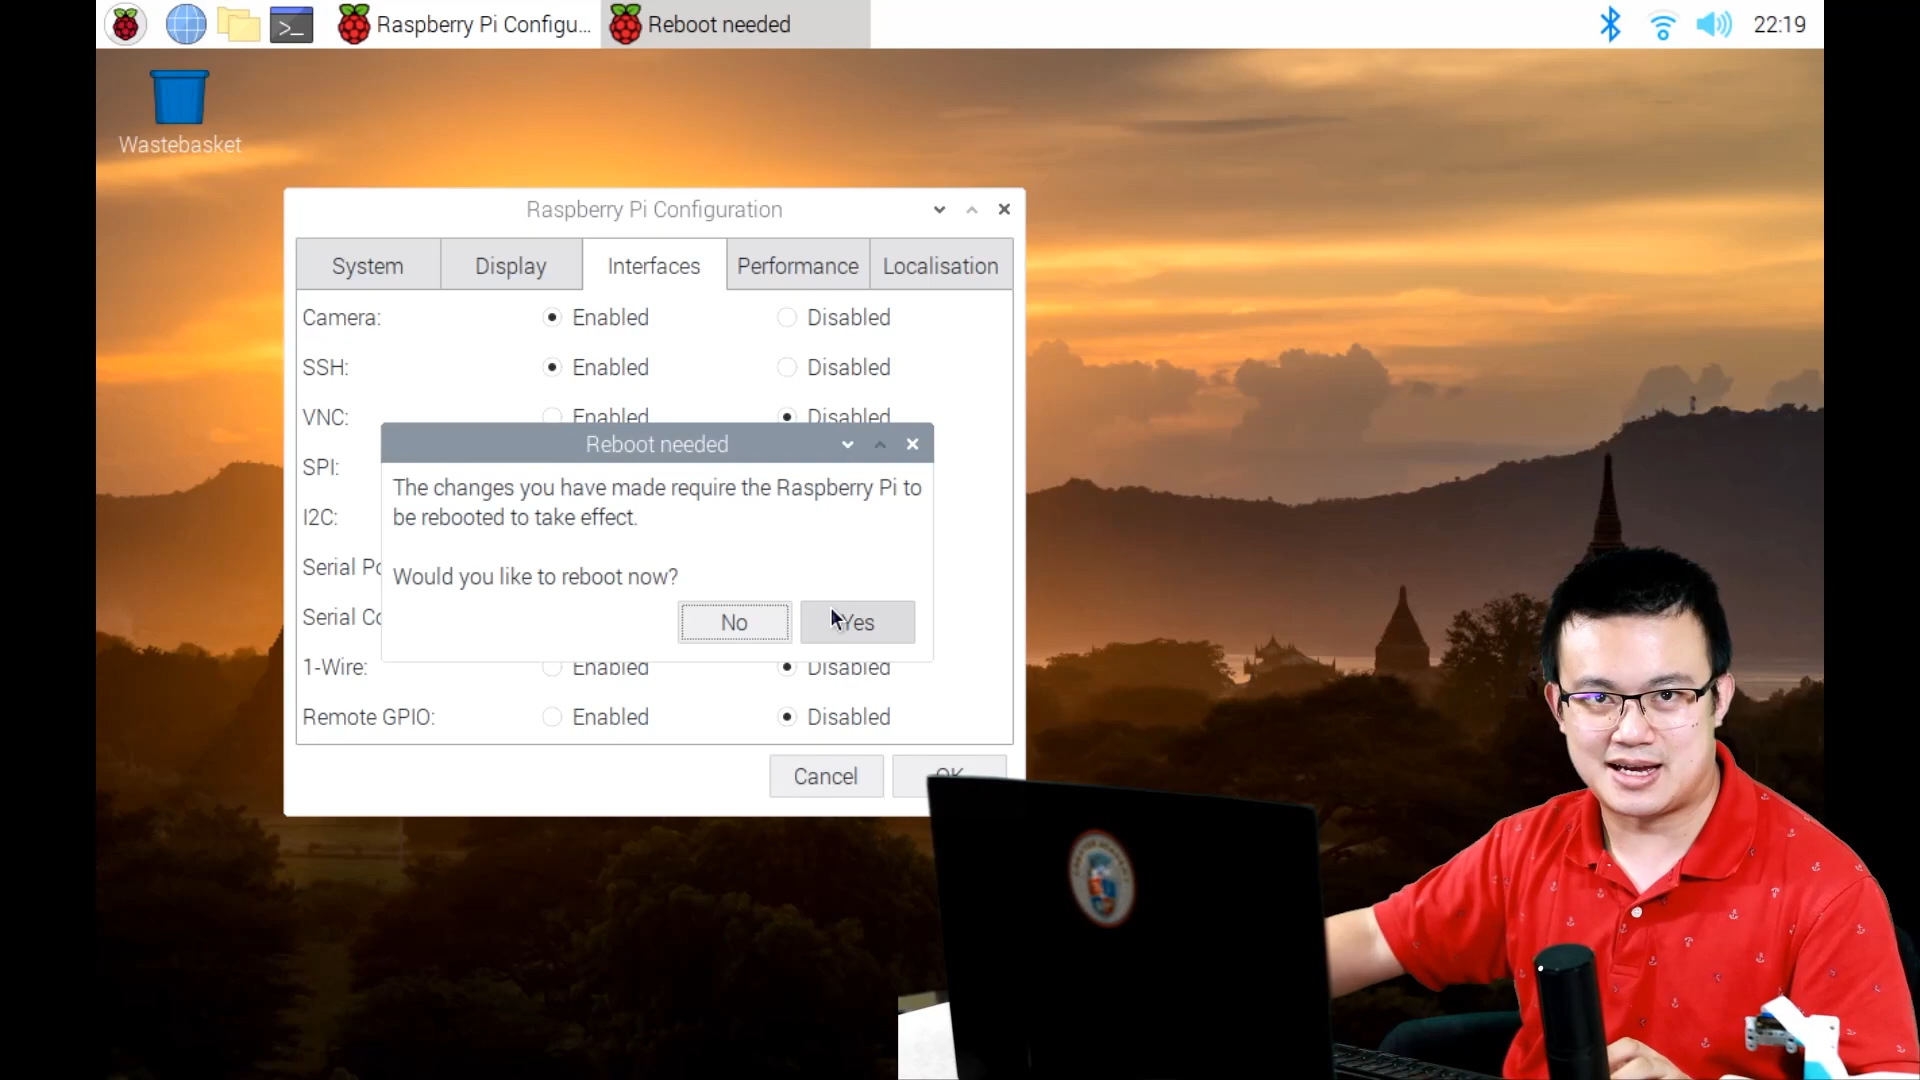 Raspberry Pi Configu...
Reboot needed
22:19
Wastebasket
Raspberry Pi Configuration
System
Display
Interfaces
Performance
Localisation
Camera: Enabled Disabled
SSH: Enabled Disabled
VNC: Enabled Disabled
Reboot needed
SPI:
The changes you have made require the Raspberry Pi to
be rebooted to take effect.
I2C:
Serial Po
Would you like to reboot now?
Serial Co
No
Yes
1-Wire: Enabled Disabled
Remote GPIO: Enabled Disabled
Cancel
OK